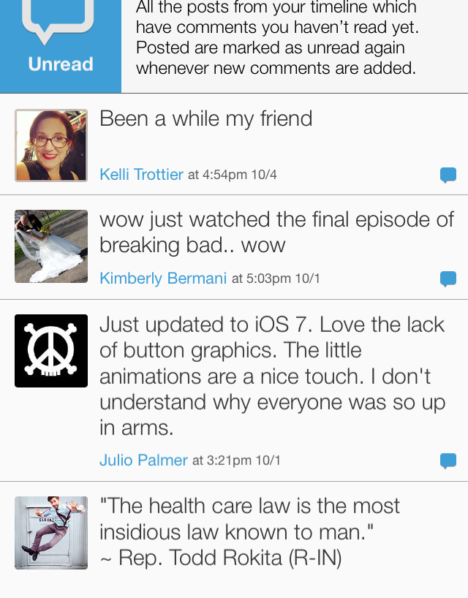 All the posts from your timeline which
have comments you haven't read yet.
Posted are marked as unread again
whenever new comments are added.
Unread
Been a while my friend
Kelli Trottier at 4:54pm 10/4
wow just watched the final episode of
breaking bad.. wow
Kimberly Bermani at 5:03pm 10/1
Just updated to iOS 7. Love the lack
of button graphics. The little
animations are a nice touch. I don't
understand why everyone was so up
in arms.
Julio Palmer at 3:21pm 10/1
"The health care law is the most
insidious law known to man."
~ Rep. Todd Rokita (R-IN)